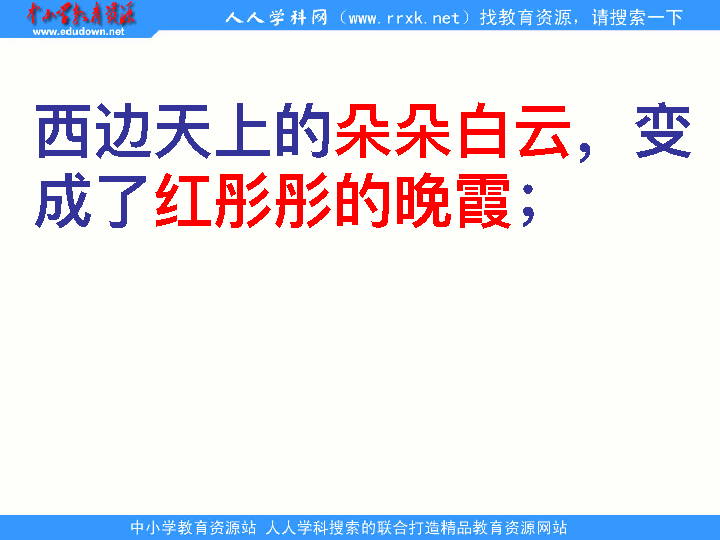 中小学教育资源
www.edudown.net
人人学科网（www.rrxk.net）找教育资源，请搜索一下
西边天上的朵朵白云，变
成了红彤彤的晚霞；
中小学教育资源站 人人学科搜索的联合打造精品教育资源网站